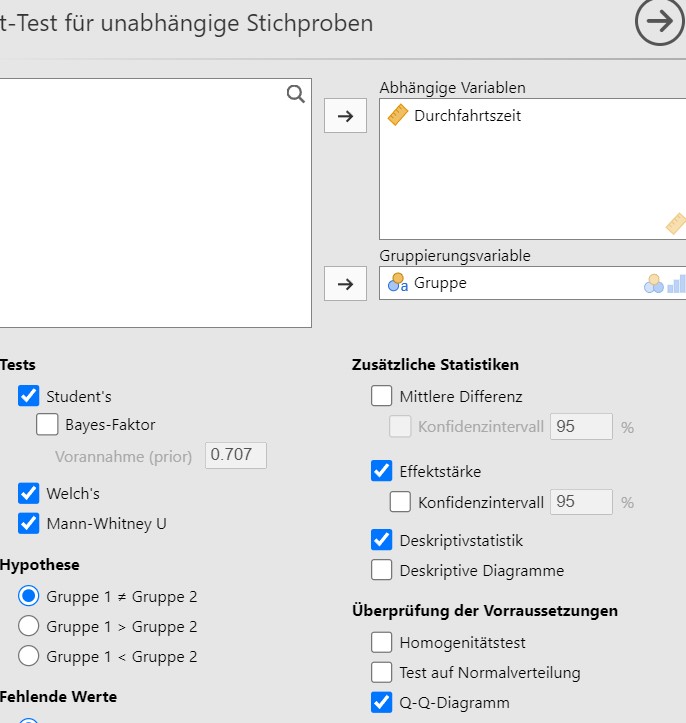 t-Test für unabhängige Stichproben
Abhängige Variablen
Durchfahrtszeit
Gruppierungsvariable
a Gruppe
Tests
Student's
Bayes-Faktor
Vorannahme (prior) 0.707
Welch's
Mann-Whitney U
Hypothese
Gruppe 1 ≠ Gruppe 2
Gruppe 1 > Gruppe 2
Gruppe 1 < Gruppe 2
Fehlende Werte
Zusätzliche Statistiken
Mittlere Differenz
Konfidenzintervall 95 %
Effektstärke
Konfidenzintervall 95 %
Deskriptivstatistik
Deskriptive Diagramme
Überprüfung der Vorraussetzungen
Homogenitätstest
Test auf Normalverteilung
Q-Q-Diagramm